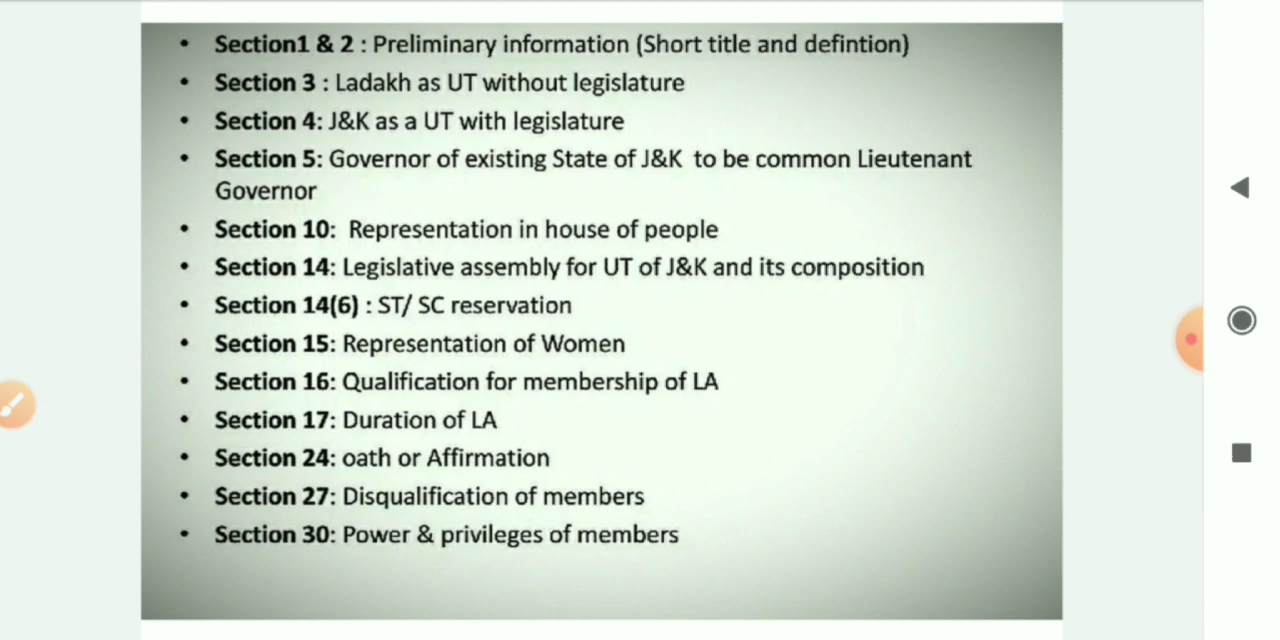 • Section1 & 2 : Preliminary information (Short title and defintion)
• Section 3 : Ladakh as UT without legislature
• Section 4: J&K as a UT with legislature
• Section 5: Governor of existing State of J&K to be common Lieutenant
Governor
• Section 10: Representation in house of people
• Section 14: Legislative assembly for UT of J&K and its composition
• Section 14(6) : ST/ SC reservation
• Section 15: Representation of Women
• Section 16: Qualification for membership of LA
• Section 17: Duration of LA
• Section 24: oath or Affirmation
• Section 27: Disqualification of members
• Section 30: Power & privileges of members